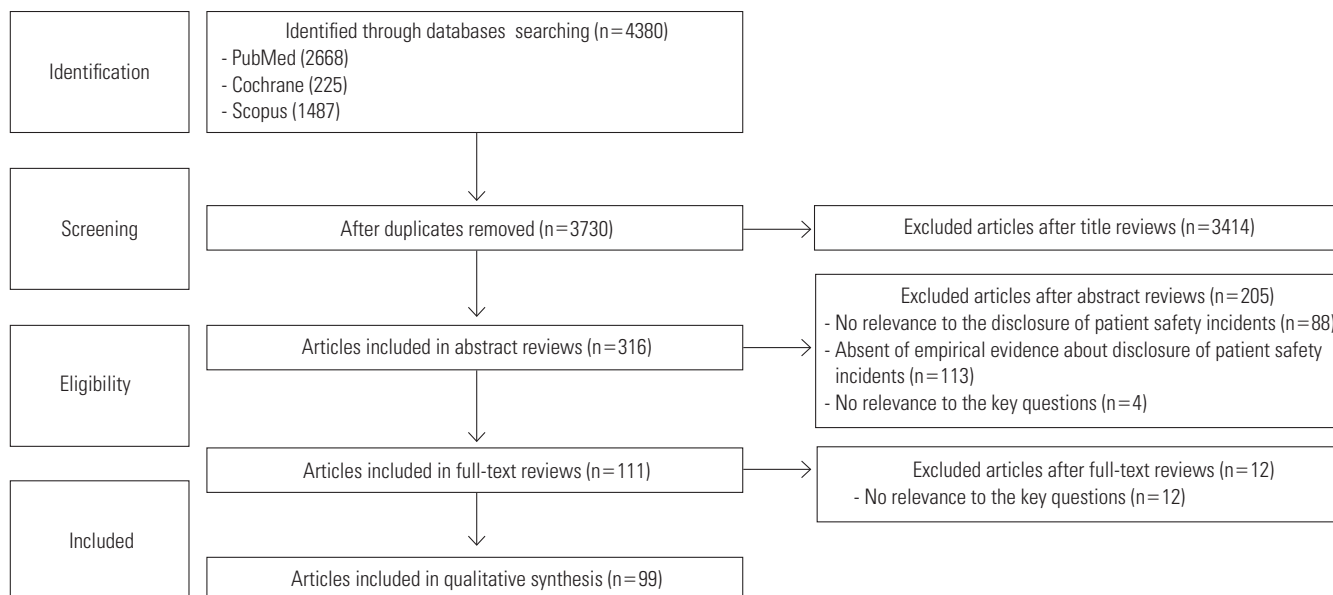 Identification
Identified through databases searching (n=4380)
- PubMed (2668)
- Cochrane (225)
- Scopus (1487)
Screening
After duplicates removed (n=3730)
Excluded articles after title reviews (n=3414)
Eligibility
Articles included in abstract reviews (n=316)
Excluded articles after abstract reviews (n=205)
- No relevance to the disclosure of patient safety incidents (n=88)
- Absent of empirical evidence about disclosure of patient safety
incidents (n=113)
- No relevance to the key questions (n=4)
Articles included in full-text reviews (n=111)
Excluded articles after full-text reviews (n=12)
- No relevance to the key questions (n=12)
Included
Articles included in qualitative synthesis (n=99)